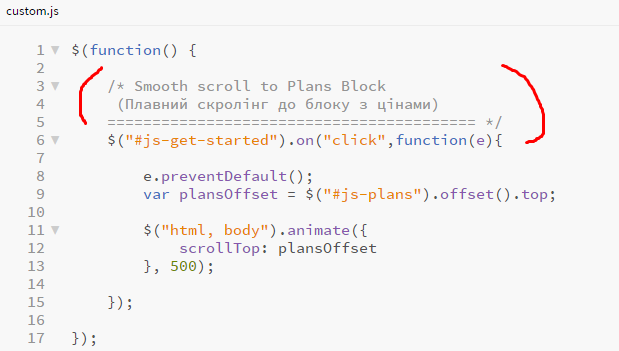 custom.js
1 $(function() {
2
3 /* Smooth scroll to Plans Block
4 (Плавний скролінг до блоку з цінами)
5 ========================================= */
6 $("#js-get-started").on("click",function(e){
7
8 e.preventDefault();
9 var plansOffset = $("#js-plans").offset().top;
10
11 $("html, body").animate({
12 scrollTop: plansOffset
13 }, 500);
14
15 });
16
17 });